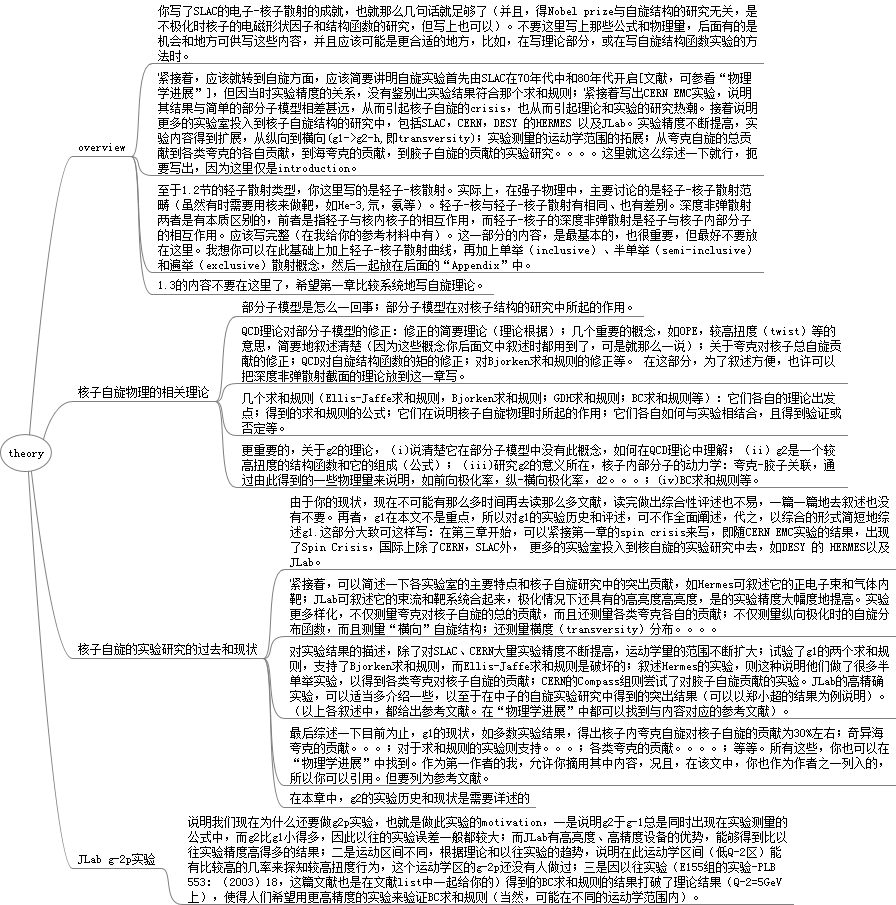 你写了SLAC的电子-核子散射的成就，也就那么几句话就足够了（并且，得Nobel prize与自旋结构的研究无关，是
不极化时核子的电磁形状因子和结构函数的研究，但写上也可以）。不要这里写上那些公式和物理量，后面有的是
机会和地方可供写这些内容，并且应该可能是更合适的地方，比如，在写理论部分，或在写自旋结构函数实验的方
法时。
紧接着，应该就转到自旋方面，应该简要讲明自旋实验首先由SLAC在70年代中和80年代开启[文献，可参看“物理
学进展”]，但因当时实验精度的关系，没有鉴别出实验结果符合那个求和规则；紧接着写出CERN EMC实验，说明
其结果与简单的部分子模型相差甚远，从而引起核子自旋的crisis，也从而引起理论和实验的研究热潮。接着说明
更多的实验室投入到核子自旋结构的研究中，包括SLAC，CERN，DESY 的HERMES 以及JLab。实验精度不断提高，实
验内容得到扩展，从纵向到横向(g1->g2-h,即transversity)；实验测量的运动学范围的拓展；从夸克自旋的总贡
献到各类夸克的各自贡献，到海夸克的贡献，到胶子自旋的贡献的实验研究。。。。这里就这么综述一下就行，扼
要写出，因为这里仅是introduction。
overview
至于1.2节的轻子散射类型，你这里写的是轻子-核散射。实际上，在强子物理中，主要讨论的是轻子-核子散射范
畴（虽然有时需要用核来做靶，如He-3,氘，氨等）。轻子-核与轻子-核子散射有相同、也有差别。深度非弹散射
两者是有本质区别的，前者是指轻子与核内核子的相互作用，而轻子-核子的深度非弹散射是轻子与核子内部分子
的相互作用。应该写完整（在我给你的参考材料中有）。这一部分的内容，是最基本的，也很重要，但最好不要放
在这里。我想你可以在此基础上加上轻子-核子散射曲线，再加上单举（inclusive）、半单举（semi-inclusive）
和遍举（exclusive）散射概念，然后一起放在后面的“Appendix”中。
1.3的内容不要在这里了，希望第一章比较系统地写自旋理论。
部分子模型是怎么一回事；部分子模型在对核子结构的研究中所起的作用。
QCD理论对部分子模型的修正：修正的简要理论（理论根据）；几个重要的概念，如OPE，较高扭度（twist）等的
意思，简要地叙述清楚（因为这些概念你后面文中叙述时都用到了，可是就那么一说）；关于夸克对核子总自旋贡
献的修正；QCD对自旋结构函数的矩的修正；对Bjorken求和规则的修正等。 在这部分，为了叙述方便，也许可以
把深度非弹散射截面的理论放到这一章写。
核子自旋物理的相关理论
几个求和规则（Ellis-Jaffe求和规则，Bjorken求和规则；GDH求和规则；BC求和规则等）：它们各自的理论出发
点；得到的求和规则的公式；它们在说明核子自旋物理时所起的作用；它们各自如何与实验相结合，且得到验证或
否定等。
更重要的，关于g2的理论，（i)说清楚它在部分子模型中没有此概念，如何在QCD理论中理解；（ii）g2是一个较
高扭度的结构函数和它的组成（公式）；（iii)研究g2的意义所在，核子内部分子的动力学：夸克-胶子关联，通
过由此得到的一些物理量来说明，如前向极化率，纵-横向极化率，d2。。。；(iv)BC求和规则等。
theory
由于你的现状，现在不可能有那么多时间再去读那么多文献，读完做出综合性评述也不易，一篇一篇地去叙述也没
有不要。再者，g1在本文不是重点，所以对g1的实验历史和评述，可不作全面阐述，代之，以综合的形式简短地综
述g1.这部分大致可这样写：在第三章开始，可以紧接第一章的spin crisis来写，即随CERN EMC实验的结果，出现
了Spin Crisis，国际上除了CERN，SLAC外， 更多的实验室投入到核自旋的实验研究中去，如DESY 的 HERMES以及
JLab。
紧接着，可以简述一下各实验室的主要特点和核子自旋研究中的突出贡献，如Hermes可叙述它的正电子束和气体内
靶；JLab可叙述它的束流和靶系统合起来，极化情况下还具有的高亮度高亮度，是的实验精度大幅度地提高。实验
更多样化，不仅测量夸克对核子自旋的总的贡献，而且还测量各类夸克各自的贡献；不仅测量纵向极化时的自旋分
布函数，而且测量“横向”自旋结构；还测量横度（transversity）分布。。。。
核子自旋的实验研究的过去和现状
对实验结果的描述，除了对SLAC、CERN大量实验精度不断提高，运动学量的范围不断扩大；试验了g1的两个求和规
则，支持了Bjorken求和规则，而Ellis-Jaffe求和规则是破坏的；叙述Hermes的实验，则这种说明他们做了很多半
单举实验，以得到各类夸克对核子自旋的贡献；CERN的Compass组则尝试了对胶子自旋贡献的实验。JLab的高精确
实验，可以适当多介绍一些，以至于在中子的自旋实验研究中得到的突出结果（可以以郑小超的结果为例说明）。
（以上各叙述中，都给出参考文献。在“物理学进展”中都可以找到与内容对应的参考文献）。
最后综述一下目前为止，g1的现状，如多数实验结果，得出核子内夸克自旋对核子自旋的贡献为30%左右；奇异海
夸克的贡献。。。；对于求和规则的实验则支持。。。；各类夸克的贡献。。。。；等等。所有这些，你也可以在
“物理学进展”中找到。作为第一作者的我，允许你摘用其中内容，况且，在该文中，你也作为作者之一列入的，
所以你可以引用。但要列为参考文献。
在本章中，g2的实验历史和现状是需要详述的
说明我们现在为什么还要做g2p实验，也就是做此实验的motivation，一是说明g2于g-1总是同时出现在实验测量的
公式中，而g2比g1小得多，因此以往的实验误差一般都较大；而JLab有高亮度、高精度设备的优势，能够得到比以
往实验精度高得多的结果；二是运动区间不同，根据理论和以往实验的趋势，说明在此运动学区间（低Q-2区）能
有比较高的几率来探知较高扭度行为，这个运动学区的g-2p还没有人做过；三是因以往实验（E155组的实验-PLB
553：（2003）18，这篇文献也是在文献list中一起给你的）得到的BC求和规则的结果打破了理论结果（Q-2=5GeV
上），使得人们希望用更高精度的实验来验证BC求和规则（当然，可能在不同的运动学范围内）。
JLab g-2p实验